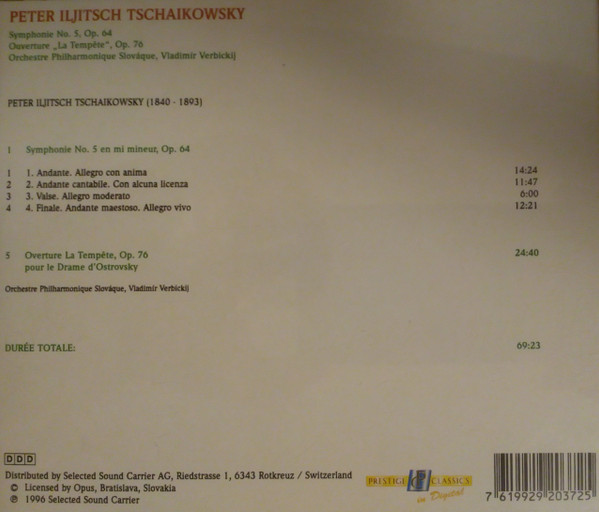 PETER ILJITSCH TSCHAIKOWSKY
Symphonie No. 5, Op. 64
Ouverture „La Tempête", Op. 76
Orchestre Philharmonique Slovaque, Vladimír Verbickij
PETER ILJITSCH TSCHAIKOWSKY (1840 - 1893)
1 Symphonie No. 5 en mi mineur, Op. 64
1 1. Andante. Allegro con anima 14:24
2 2. Andante cantabile. Con alcuna licenza 11:47
3 3. Valse. Allegro moderato 6:00
4 4. Finale. Andante maestoso. Allegro vivo 12:21
5 Overture La Tempête, Op. 76 24:40
pour le Drame d'Ostrovsky
Orchestre Philharmonique Slovaque, Vladimír Verbickij
DURÉE TOTALE: 69:23
DDD
Distributed by Selected Sound Carrier AG, Riedstrasse 1, 6343 Rotkreuz / Switzerland
© Licensed by Opus, Bratislava, Slovakia
℗ 1996 Selected Sound Carrier
PRESTIGE CLASSICS
in Digital
7 619929 203725